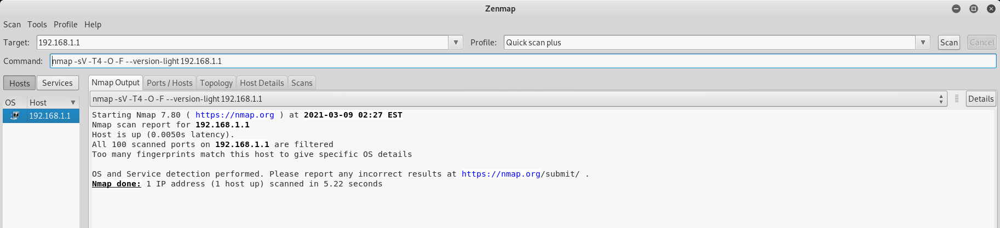 Zenmap
Scan Tools Profile Help
Target: 192.168.1.1 Profile: Quick scan plus Scan Cancel
Command: nmap -sV -T4 -O -F --version-light 192.168.1.1
Hosts Services Nmap Output Ports / Hosts Topology Host Details Scans
nmap -sV -T4 -O -F --version-light 192.168.1.1 Details
OS Host
192.168.1.1
Starting Nmap 7.80 ( https://nmap.org ) at 2021-03-09 02:27 EST
Nmap scan report for 192.168.1.1
Host is up (0.0050s latency).
All 100 scanned ports on 192.168.1.1 are filtered
Too many fingerprints match this host to give specific OS details
OS and Service detection performed. Please report any incorrect results at https://nmap.org/submit/ .
Nmap done: 1 IP address (1 host up) scanned in 5.22 seconds